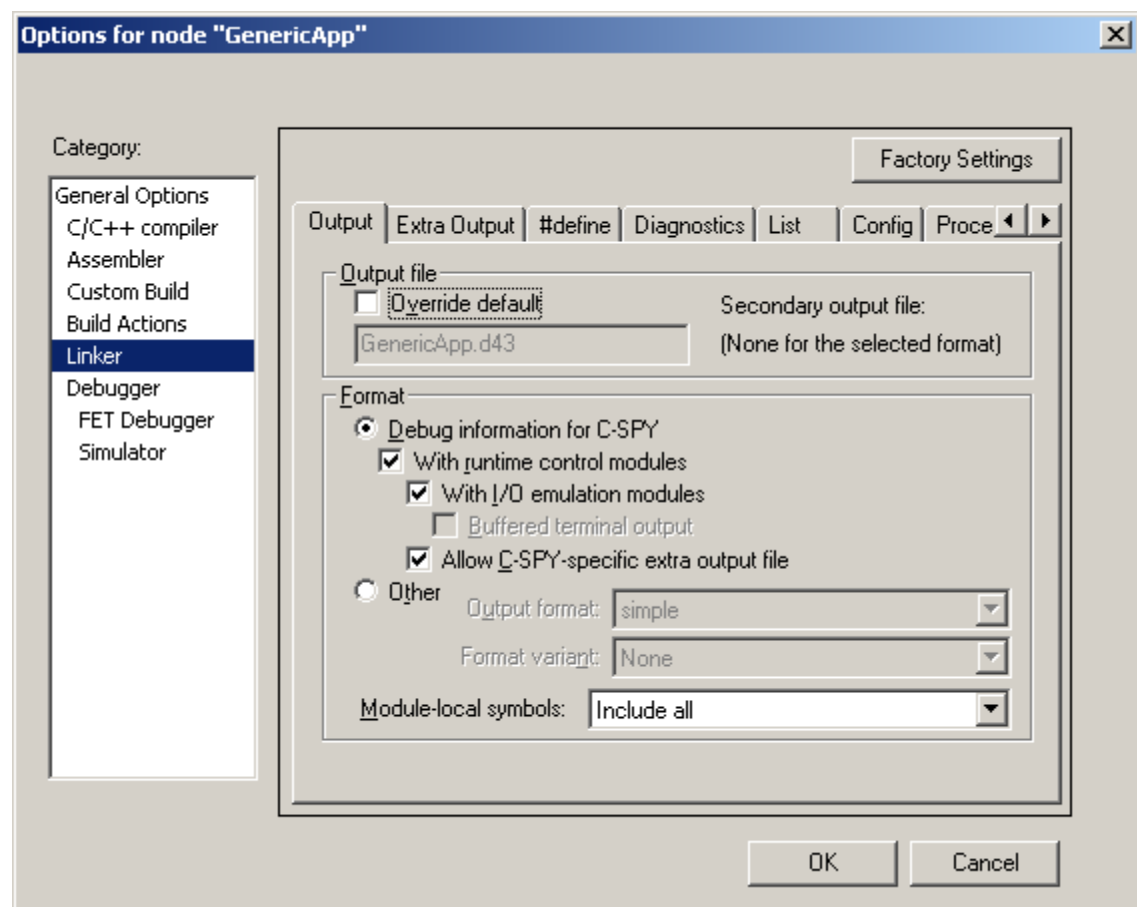 Options for node "GenericApp"
Category:
General Options
C/C++ compiler
Assembler
Custom Build
Build Actions
Linker
Debugger
FET Debugger
Simulator
Factory Settings
Output Extra Output #define Diagnostics List Config Proce
Output file
Override default
GenericApp.d43
Secondary output file:
(None for the selected format)
Format
Debug information for C-SPY
With runtime control modules
With I/O emulation modules
Buffered terminal output
Allow C-SPY-specific extra output file
Other
Output format: simple
Format variant: None
Module-local symbols: Include all
OK Cancel